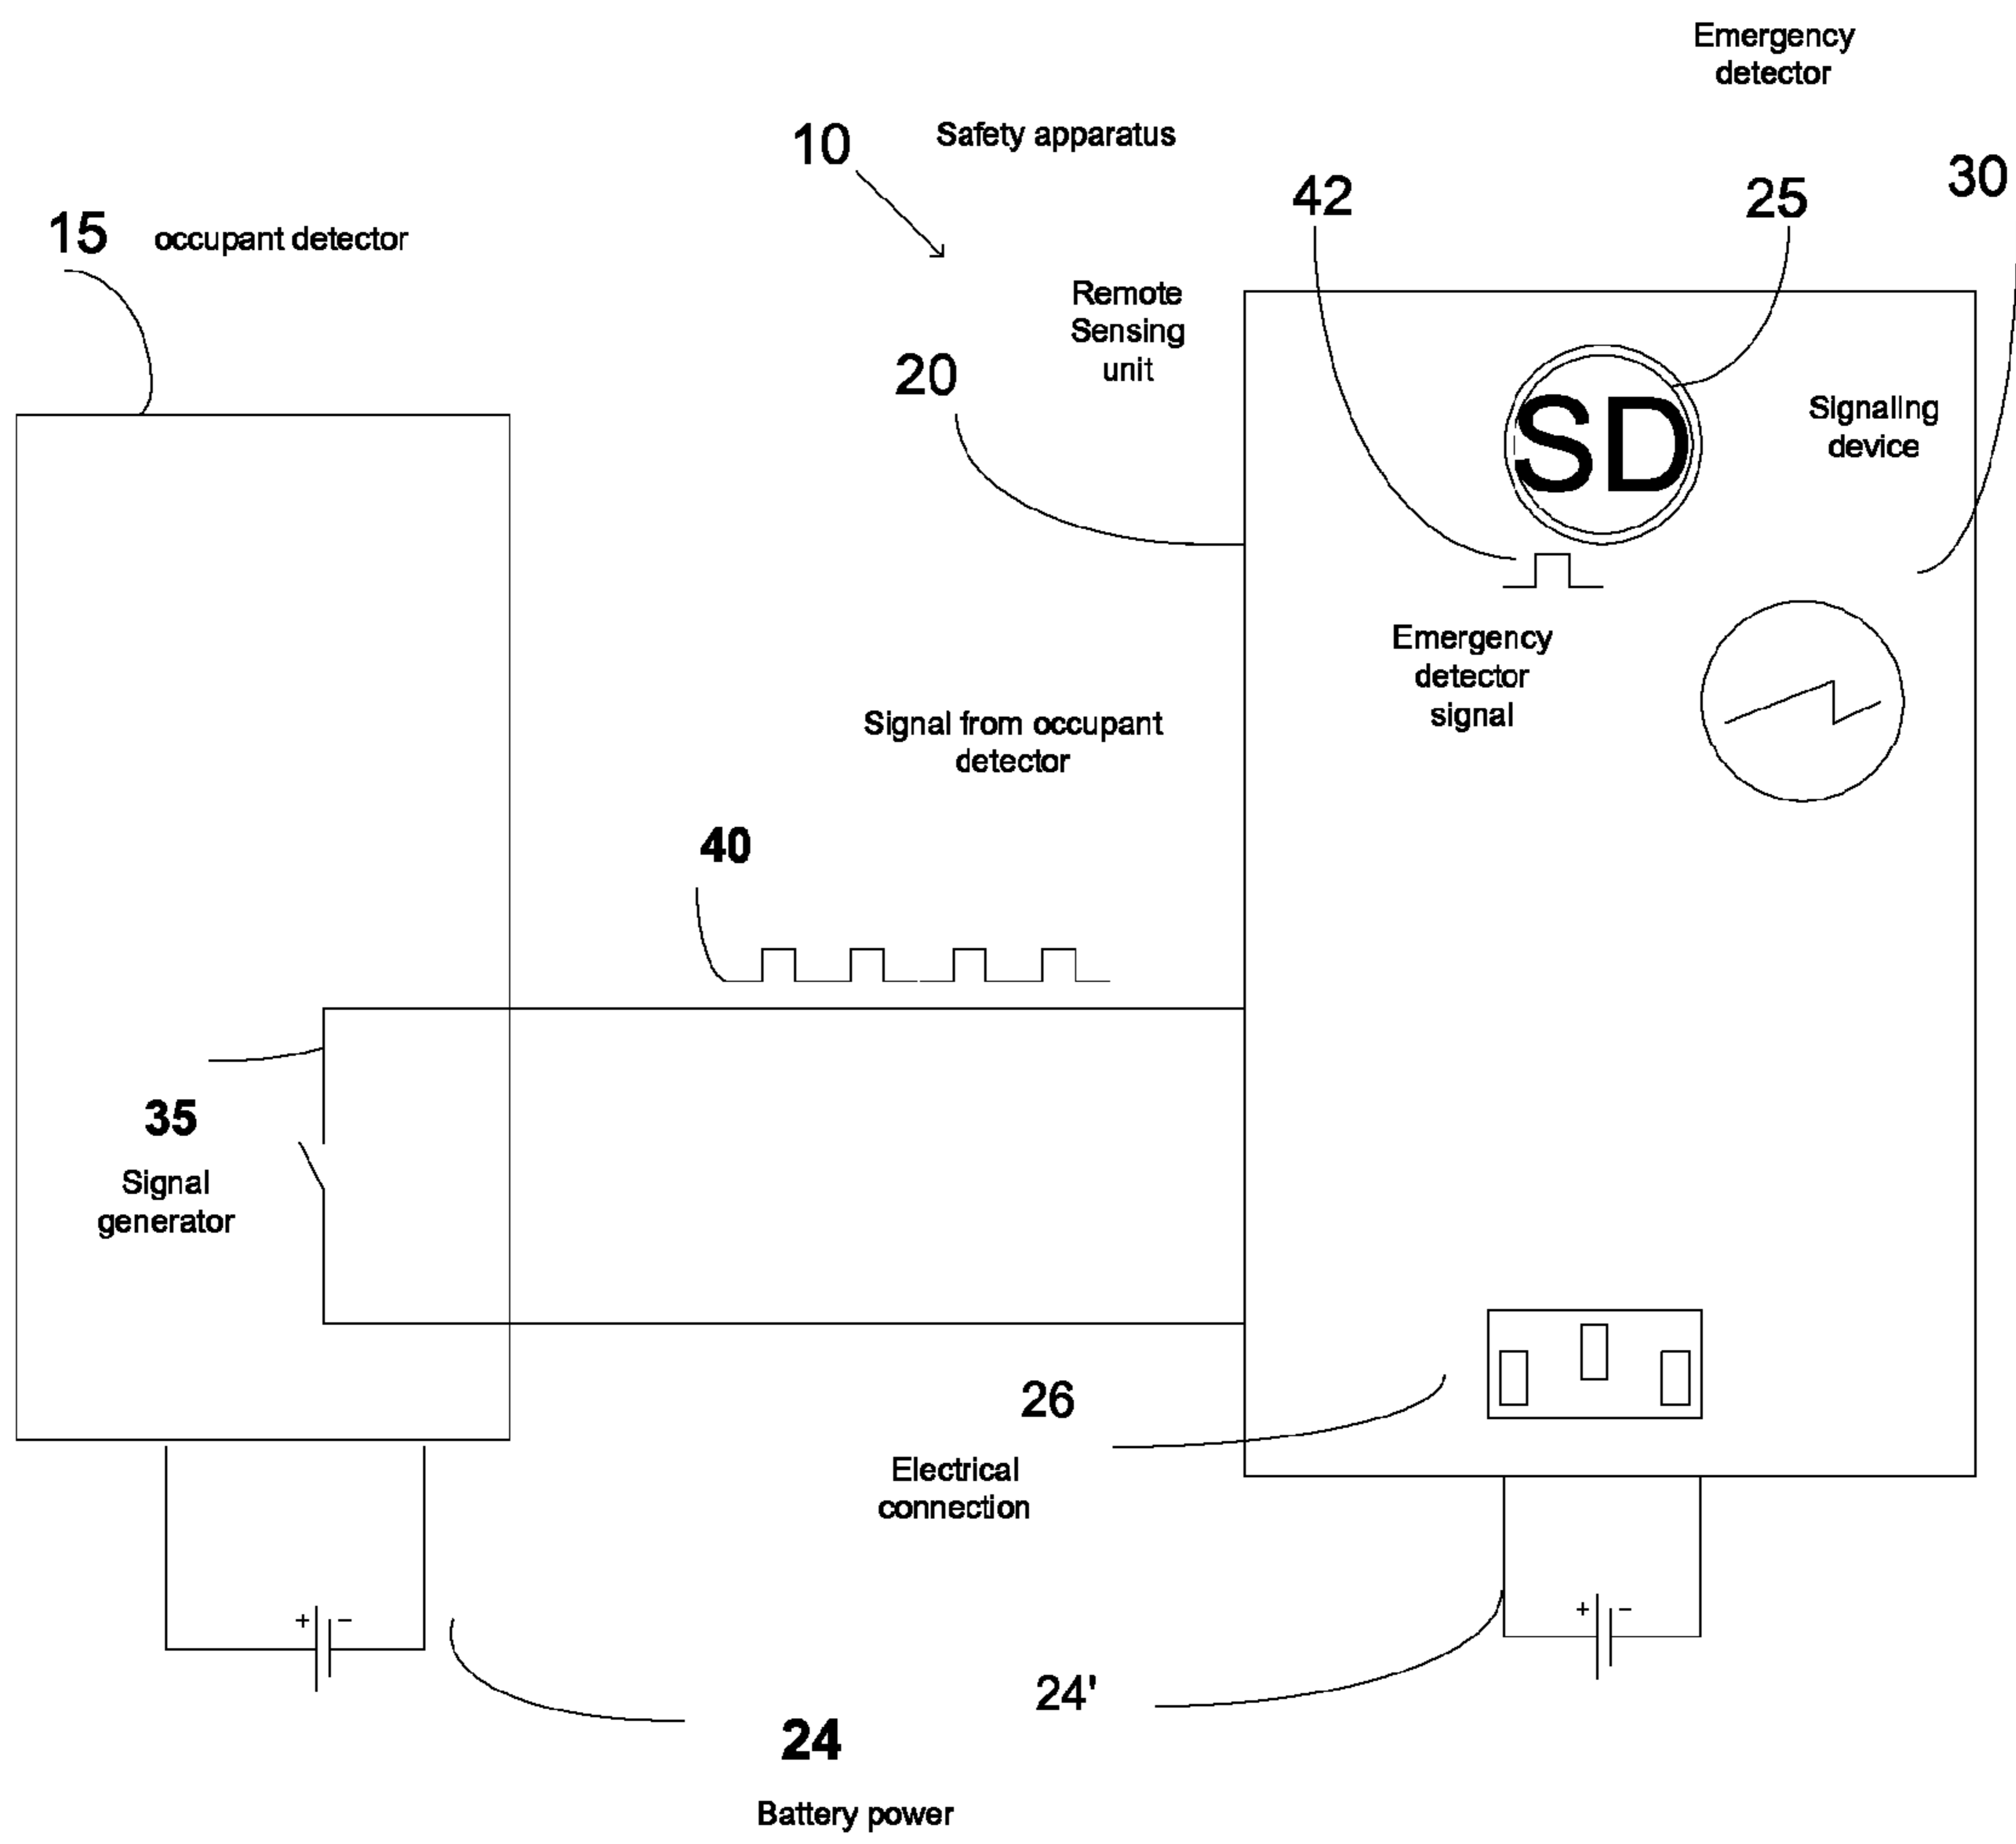 Emergency
detector
10
Safety apparatus
42
25
30
15
occupant detector
Remote
Sensing
unit
20
SD
Signaling
device
Emergency
detector
signal
Signal from occupant
detector
40
35
Signal
generator
26
Electrical
connection
+ −
+ −
24'
24
Battery power